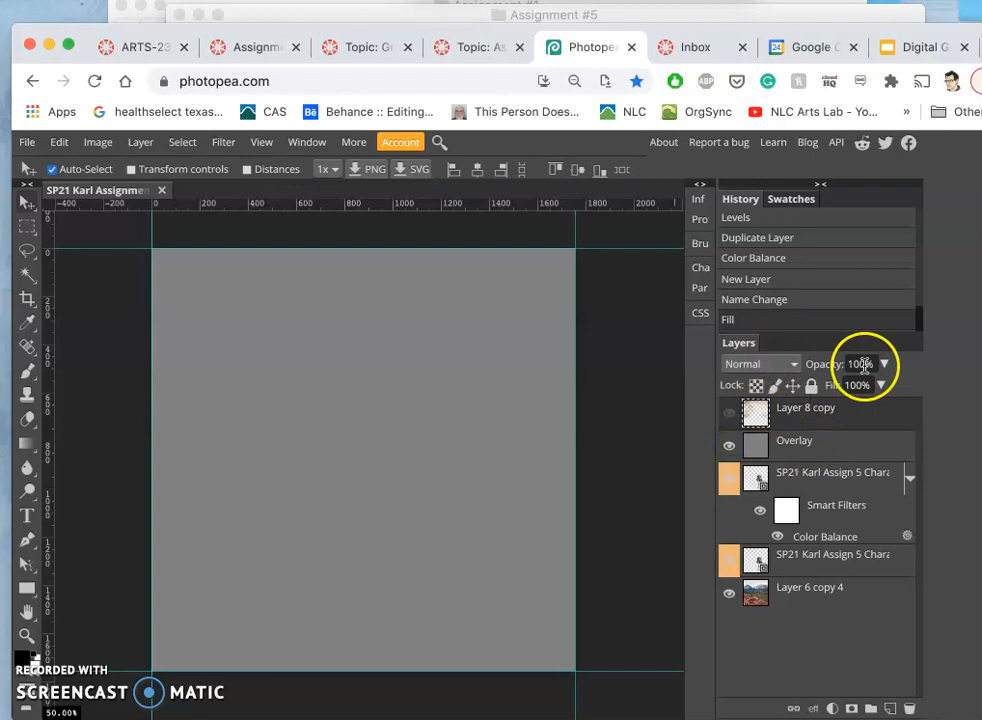 Assignment #5
ARTS-23
Assignm
Topic: G
Topic: As
Photopea
Inbox
Google C
Digital G
photopea.com
Apps
healthselect texas...
CAS
Behance :: Editing...
This Person Does...
NLC
OrgSync
NLC Arts Lab - Yo...
»
Othe
File Edit Image Layer Select Filter View Window More Account
About Report a bug Learn Blog API
Auto-Select Transform controls Distances 1x PNG SVG
SP21 Karl Assignme
> < < > > <
-400 -200 0 200 400 600 800 1000 1200 1400 1600 1800 2000
Inf
Pro
Bru
Cha
Par
CSS
History Swatches
Levels
Duplicate Layer
Color Balance
New Layer
Name Change
Fill
Layers
Normal Opacity: 100%
Lock: Fill 100%
Layer 8 copy
Overlay
SP21 Karl Assign 5 Chara
Smart Filters
Color Balance
SP21 Karl Assign 5 Chara
Layer 6 copy 4
eff
RECORDED WITH
SCREENCAST MATIC
50.00%